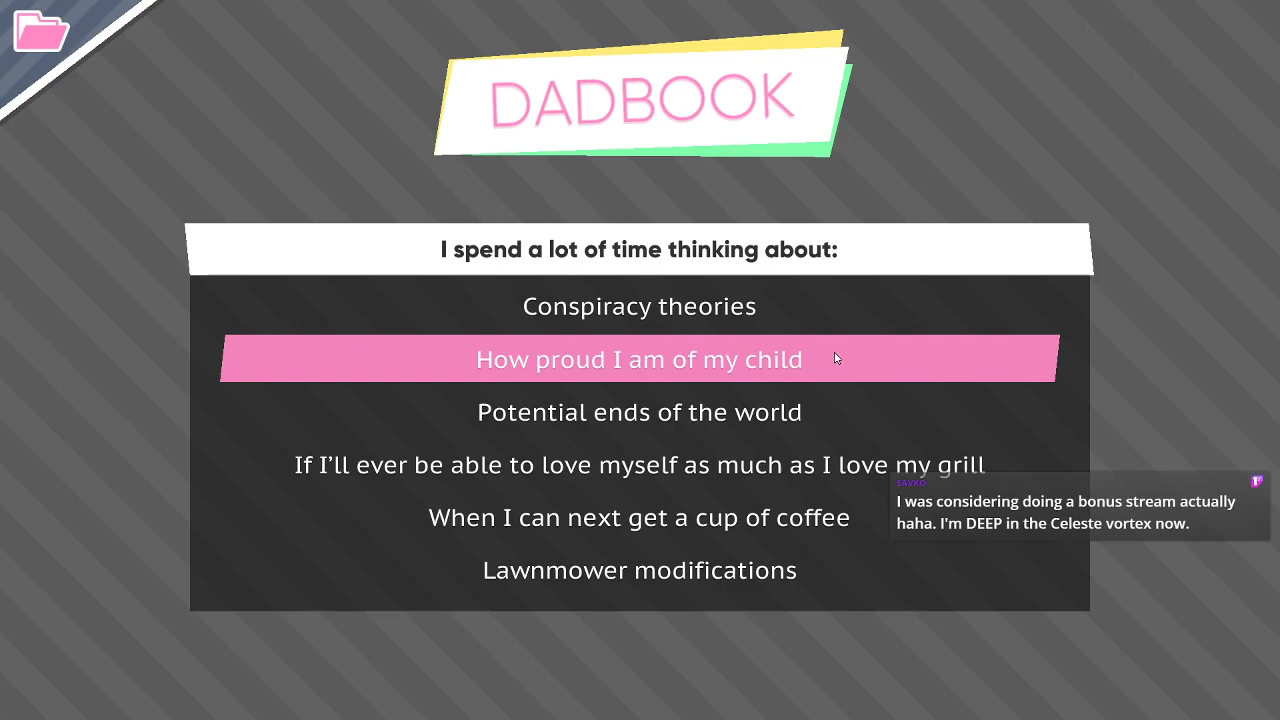 DADBOOK
I spend a lot of time thinking about:
Conspiracy theories
How proud I am of my child
Potential ends of the world
If I’ll ever be able to love myself as much as I love my grill
SAVKO
I was considering doing a bonus stream actually
haha. I'm DEEP in the Celeste vortex now.
When I can next get a cup of coffee
Lawnmower modifications